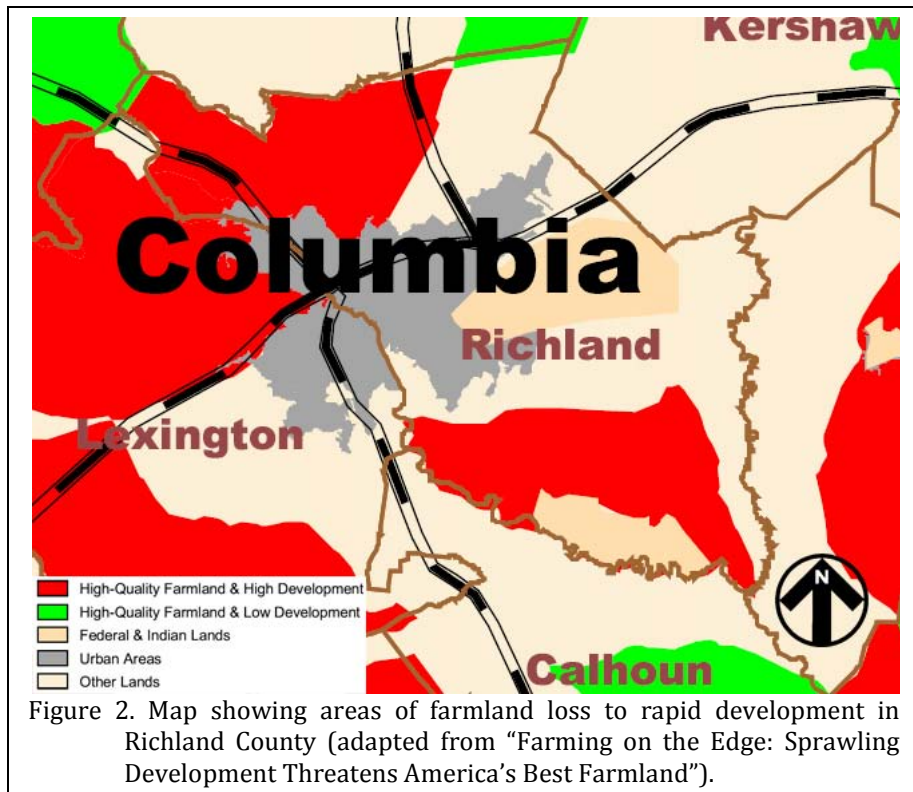 Kershaw
Columbia
Richland
Lexington
N
High-Quality Farmland & High Development
High-Quality Farmland & Low Development
Federal & Indian Lands
Urban Areas
Other Lands
Calhoun
Figure 2. Map showing areas of farmland loss to rapid development in
Richland County (adapted from “Farming on the Edge: Sprawling
Development Threatens America’s Best Farmland”).